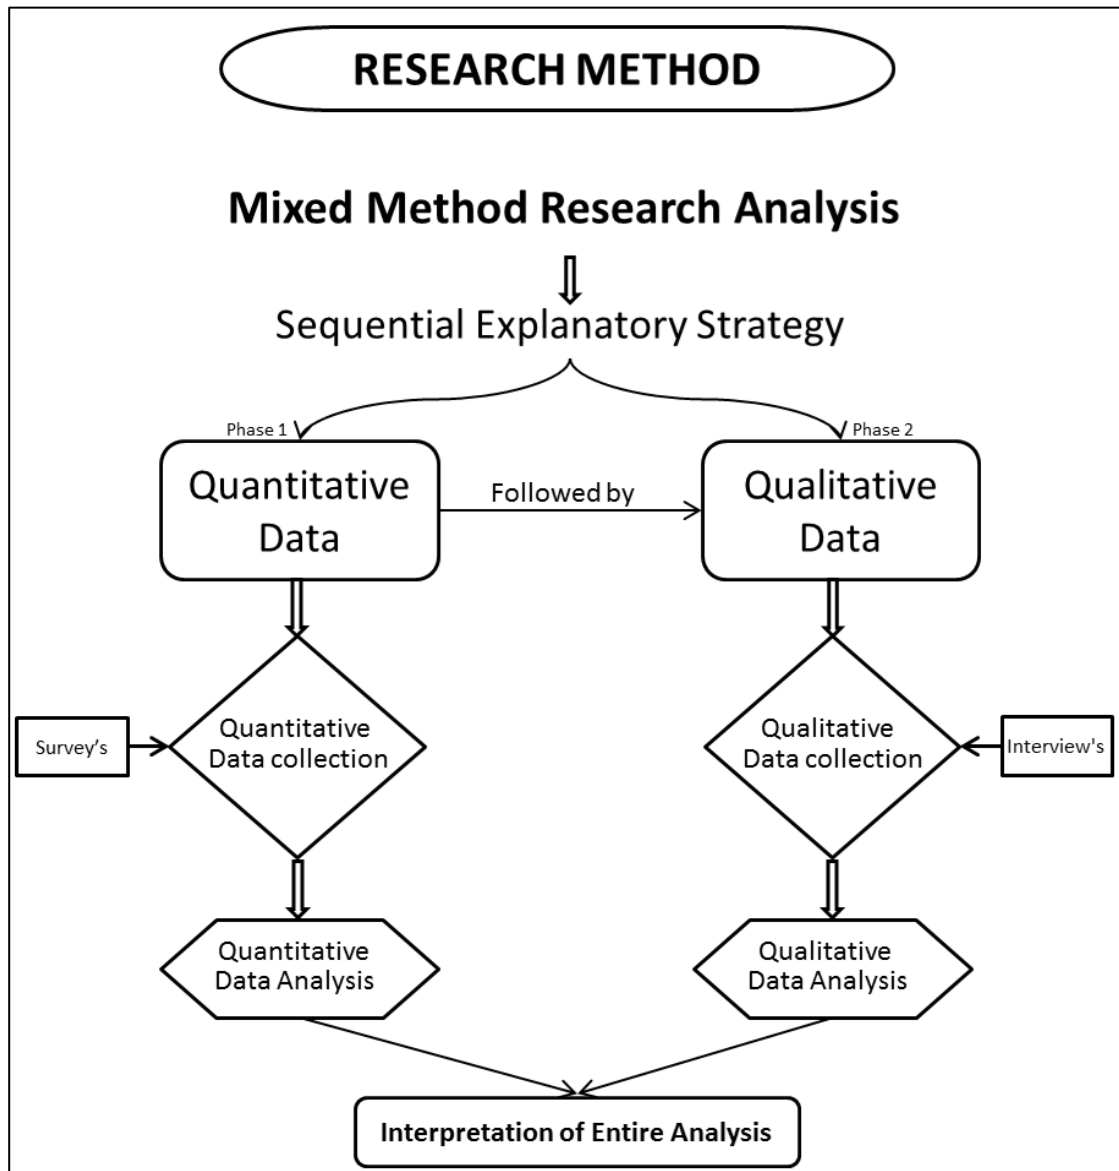 RESEARCH METHOD
Mixed Method Research Analysis
Sequential Explanatory Strategy
Phase 1
Phase 2
Quantitative
Data
Followed by
Qualitative
Data
Survey's
Quantitative
Data collection
Qualitative
Data collection
Interview's
Quantitative
Data Analysis
Qualitative
Data Analysis
Interpretation of Entire Analysis